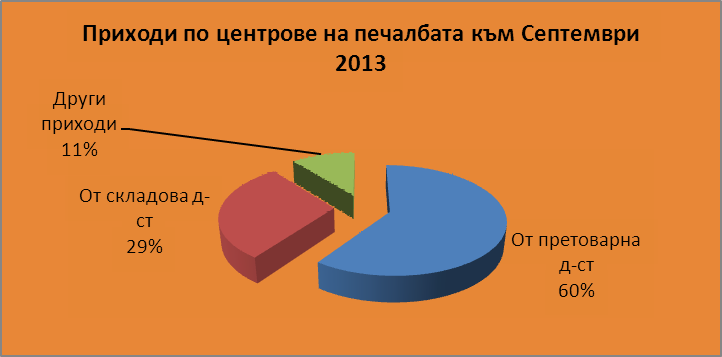 Приходи по центрове на печалбата към Септември
2013
Други
приходи
11%
От складова д-
ст
29%
От претоварна
д-ст
60%